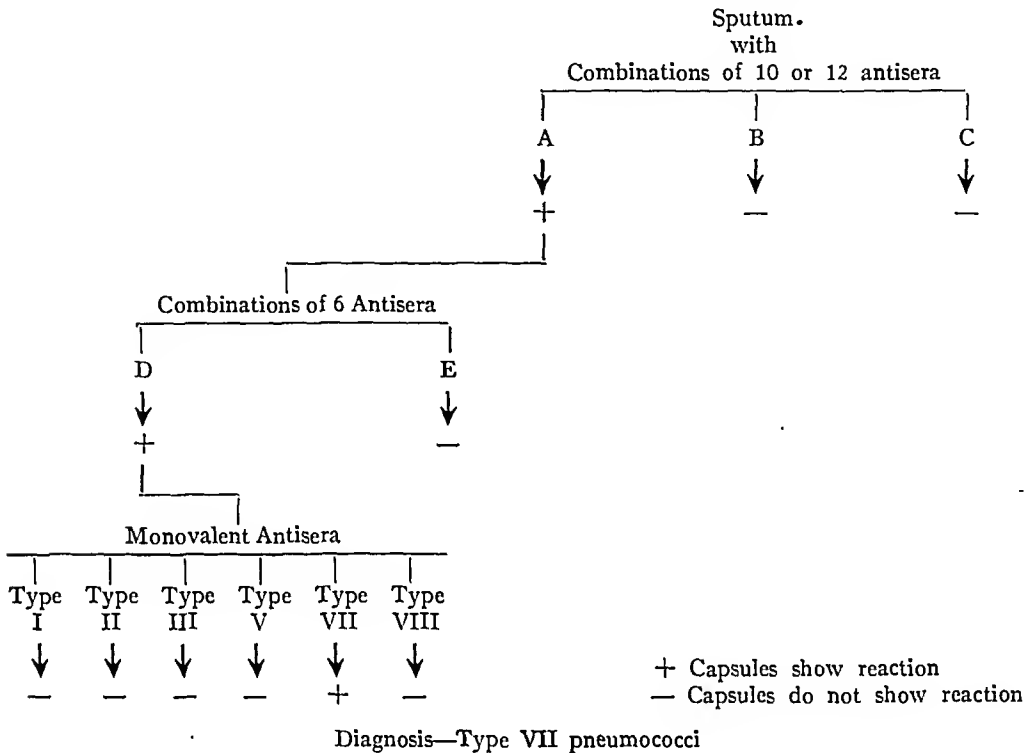 Sputum.
with
Combinations of 10 or 12 antisera
A B C
+ — —
Combinations of 6 Antisera
D E
+ —
Monovalent Antisera
Type Type Type Type Type Type
I II III V VII VIII
— — — — + —
+ Capsules show reaction
— Capsules do not show reaction
Diagnosis—Type VII pneumococci